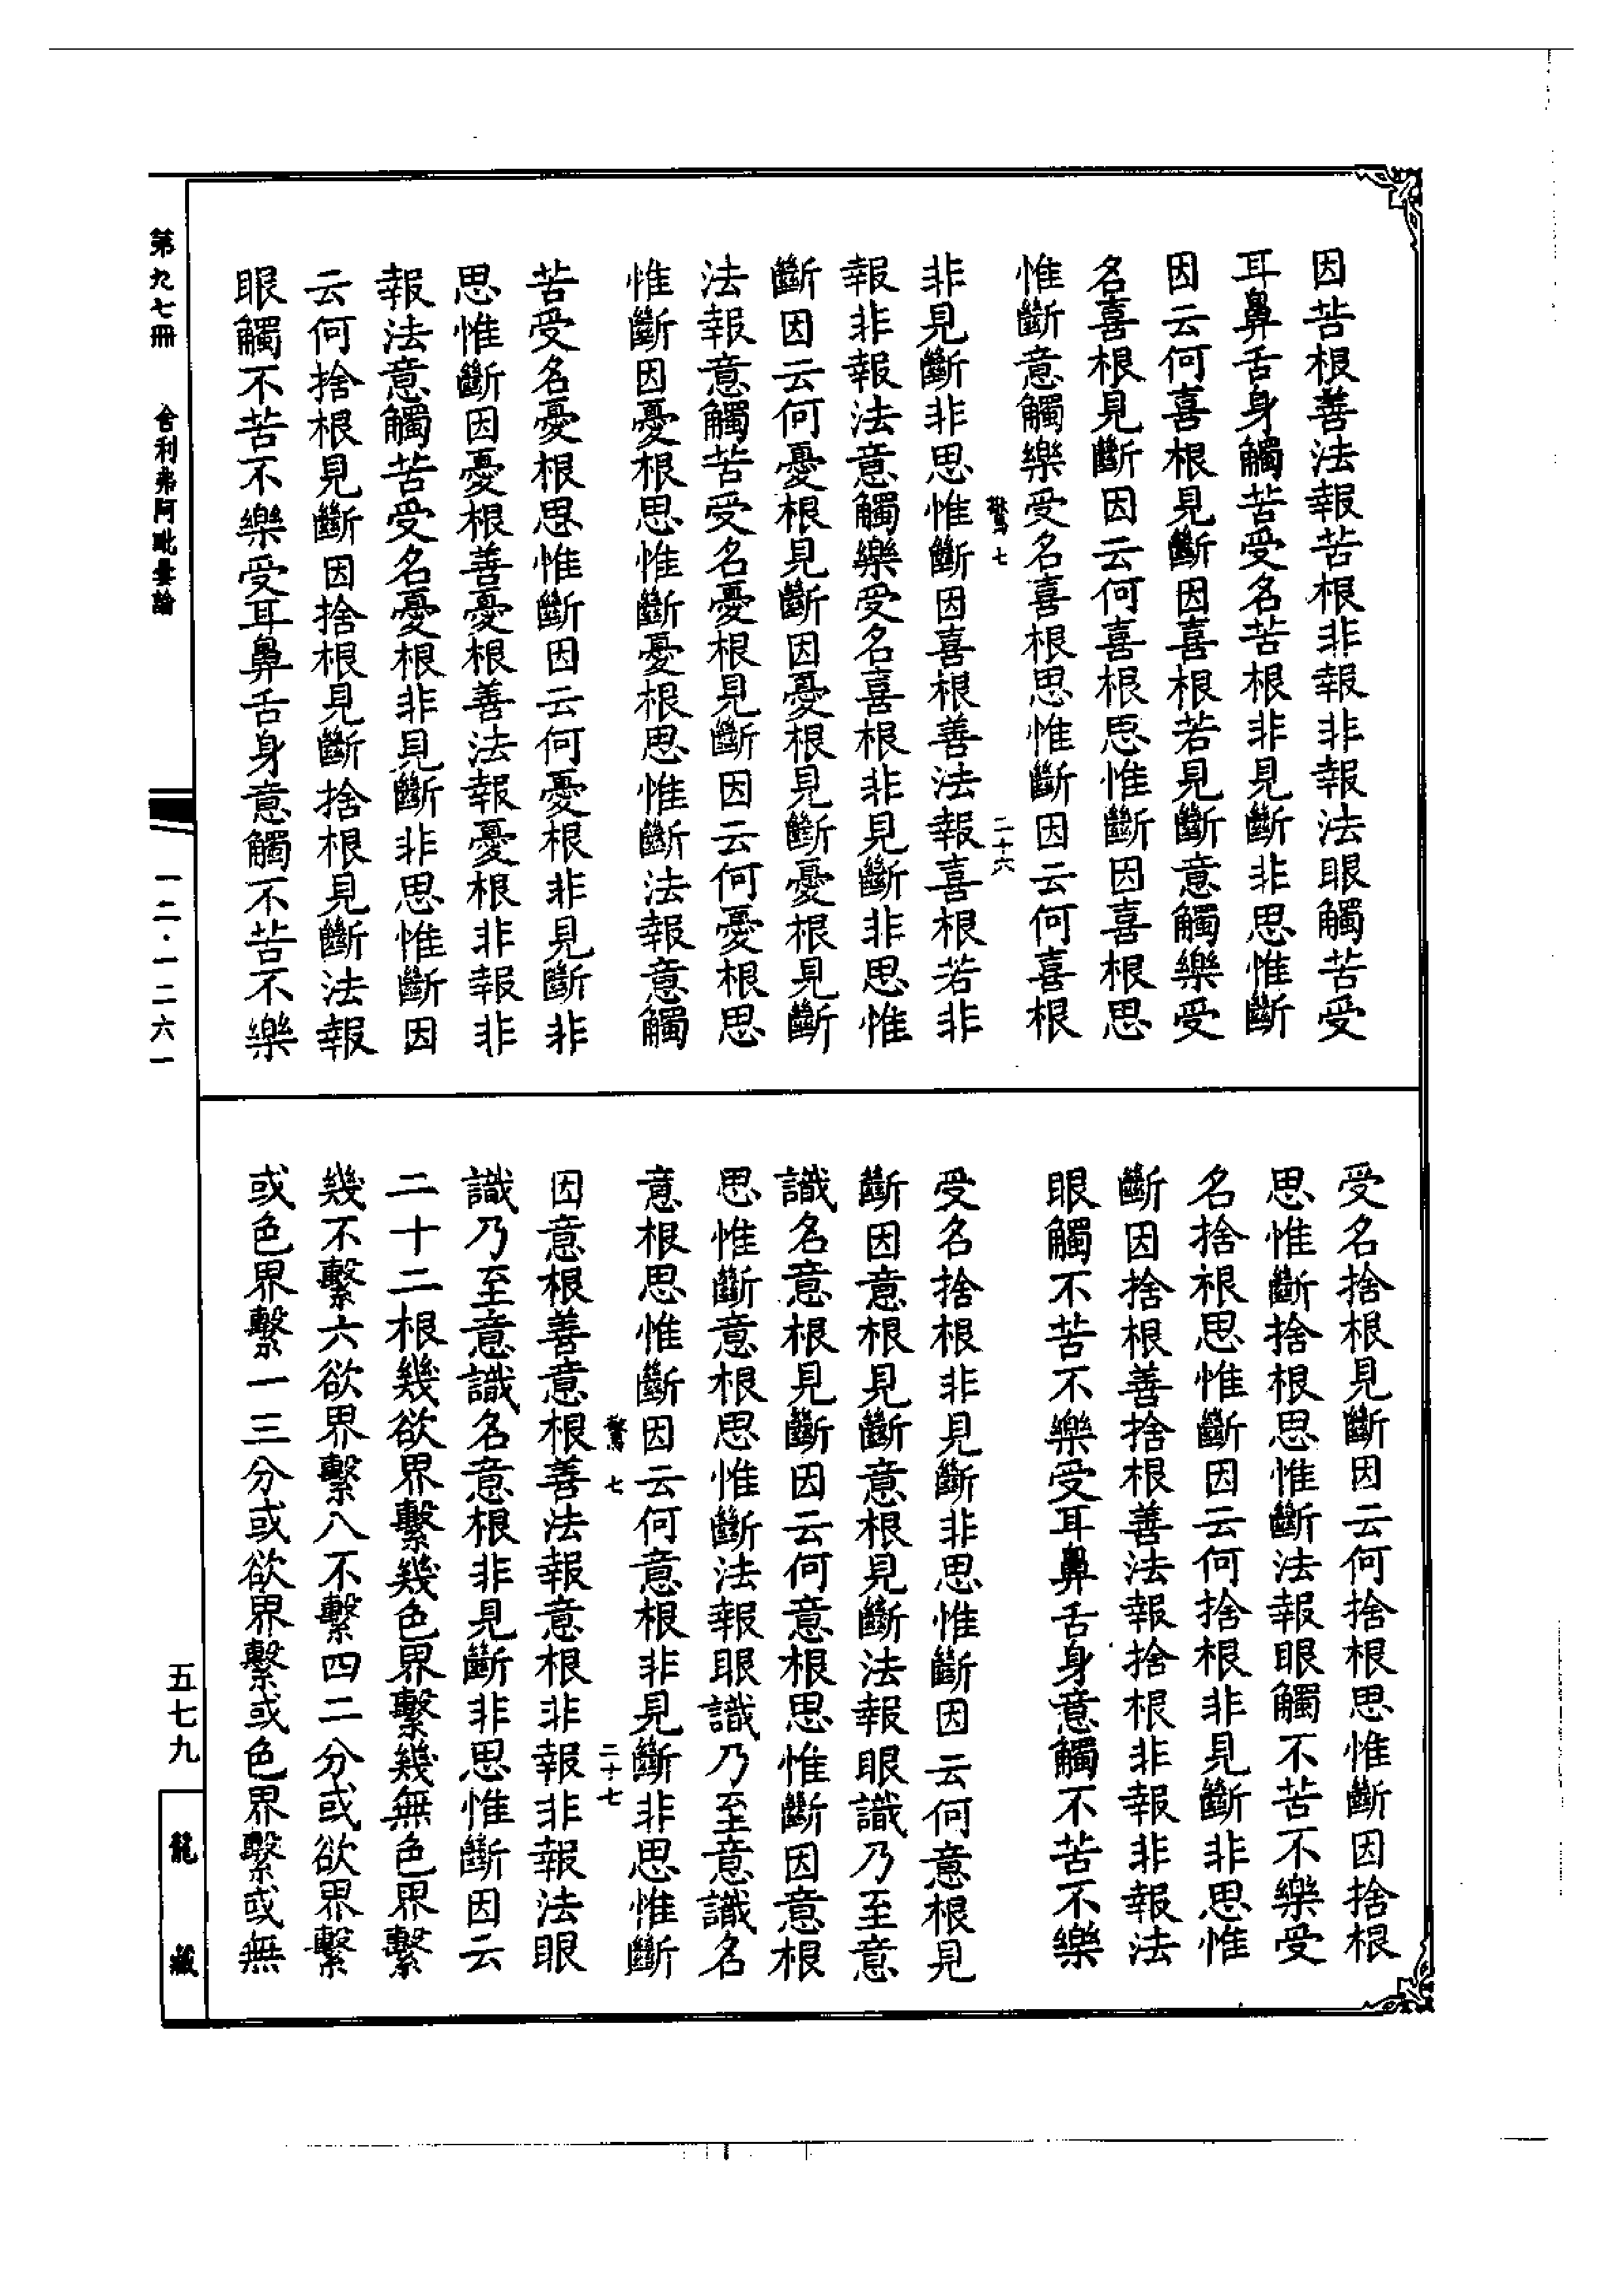 因苦根善法報苦根非報非報法眼觸苦受
耳鼻舌身觸苦受名苦根非見斷非思惟斷
因云何喜根見斷因喜根若見斷意觸樂受
名喜根見斷因云何喜根思惟斷因喜根思
惟斷意觸樂受名喜根思惟斷因云何喜根
驚七 二十六
非見斷非思惟斷因喜根善法報喜根若非
報非報法意觸樂受名喜根非見斷非思惟
斷因云何憂根見斷因憂根見斷憂根見斷
法報意觸苦受名憂根見斷因云何憂根思
惟斷因憂根思惟斷憂根思惟斷法報意觸
苦受名憂根思惟斷因云何憂根非見斷非
思惟斷因憂根善憂根善法報憂根非報非
報法意觸苦受名憂根非見斷非思惟斷因
云何捨根見斷因捨根見斷捨根見斷法報
眼觸不苦不樂受耳鼻舌身意觸不苦不樂
受名捨根見斷因云何捨根思惟斷因捨根
思惟斷捨根思惟斷法報眼觸不苦不樂受
名捨根思惟斷因云何捨根非見斷非思惟
斷因捨根善捨根善法報捨根非報非報法
眼觸不苦不樂受耳鼻舌身意觸不苦不樂
受名捨根非見斷非思惟斷因云何意根見
斷因意根見斷意根見斷法報眼識乃至意
識名意根見斷因云何意根思惟斷因意根
思惟斷意根思惟斷法報眼識乃至意識名
意根思惟斷因云何意根非見斷非思惟斷
驚七 二十七
因意根善意根善法報意根非報非報法眼
識乃至意識名意根非見斷非思惟斷因云
二十二根幾欲界繫幾色界繫幾無色界繫
幾不繫六欲界繫八不繫四二分或欲界繫
或色界繫一三分或欲界繫或色界繫或無
第九七冊 舍利弗阿毗曇論 一二·一二六一
五七九
龍藏